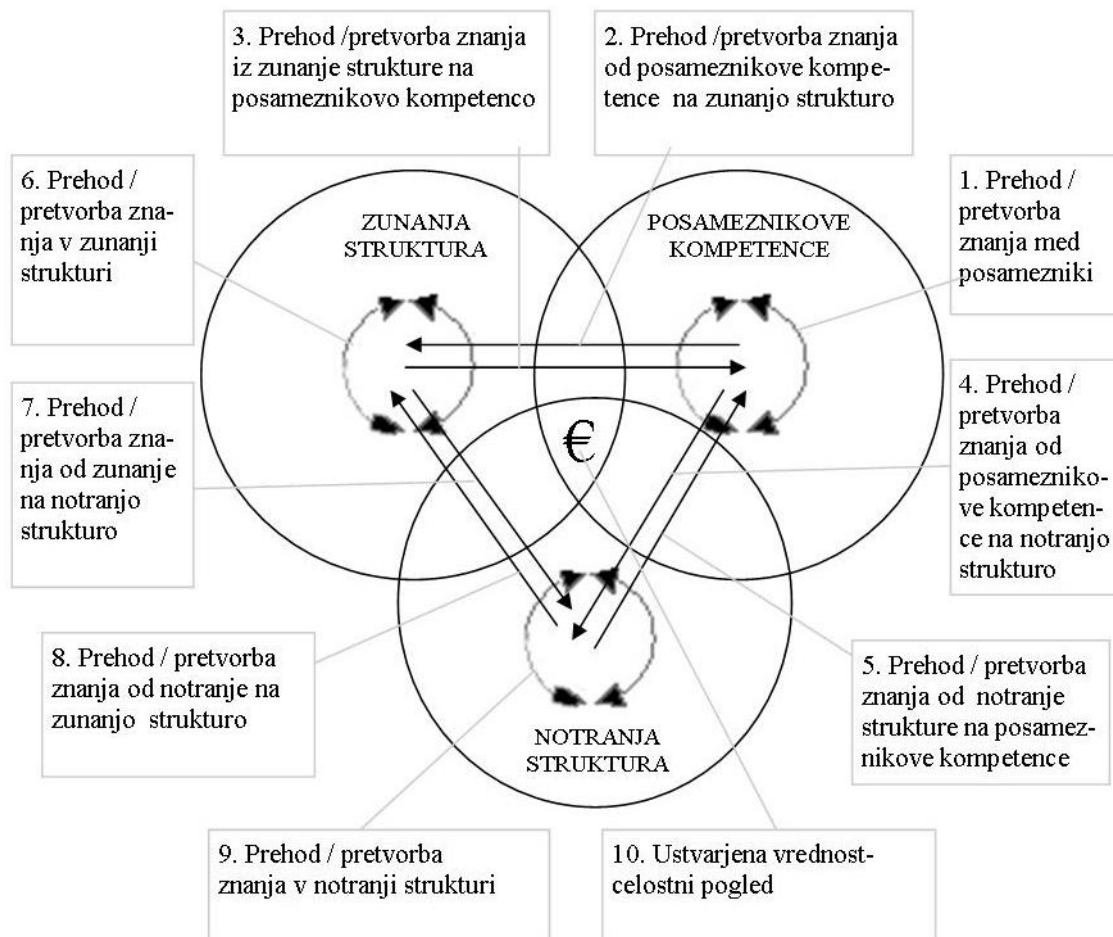 3. Prehod /pretvorba znanja
iz zunanje strukture na
posameznikovo kompetenco
2. Prehod /pretvorba znanja
od posameznikove kompe-
tence na zunanjo strukturo
6. Prehod /
pretvorba zna-
nja v zunanji
strukturi
ZUNANJA
STRUKTURA
POSAMEZNIKOVE
KOMPETENCE
1. Prehod /
pretvorba
znanja med
posamezniki
7. Prehod /
pretvorba zna-
nja od zunanje
na notranjo
strukturo
€
4. Prehod /
pretvorba
znanja od
posamezniko-
ve kompeten-
ce na notranjo
strukturo
8. Prehod / pretvorba
znanja od notranje na
zunanjo strukturo
NOTRANJA
STRUKTURA
5. Prehod / pretvorba
znanja od notranje
strukture na posamez-
nikove kompetence
9. Prehod / pretvorba
znanja v notranji strukturi
10. Ustvarjena vrednost-
celostni pogled